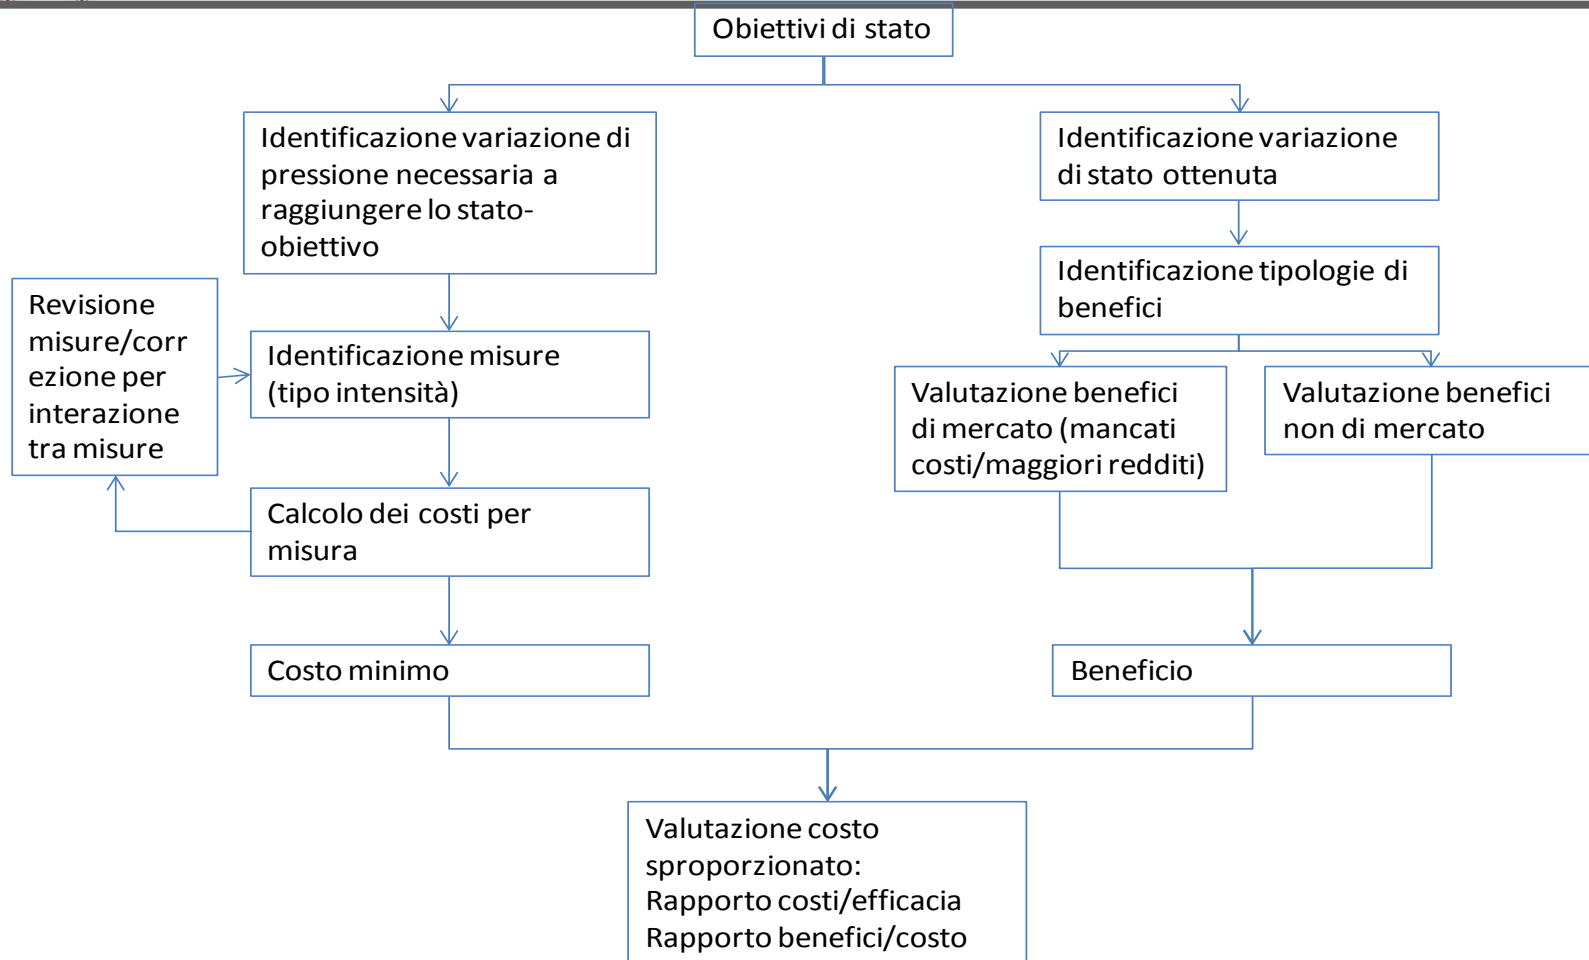 Obiettivi di stato
Identificazione variazione di
pressione necessaria a
raggiungere lo stato-
obiettivo
Identificazione variazione
di stato ottenuta
Identificazione tipologie di
benefici
Revisione
misure/corr
ezione per
interazione
tra misure
Identificazione misure
(tipo intensità)
Valutazione benefici
di mercato (mancati
costi/maggiori redditi)
Valutazione benefici
non di mercato
Calcolo dei costi per
misura
Costo minimo
Beneficio
Valutazione costo
sproporzionato:
Rapporto costi/efficacia
Rapporto benefici/costo